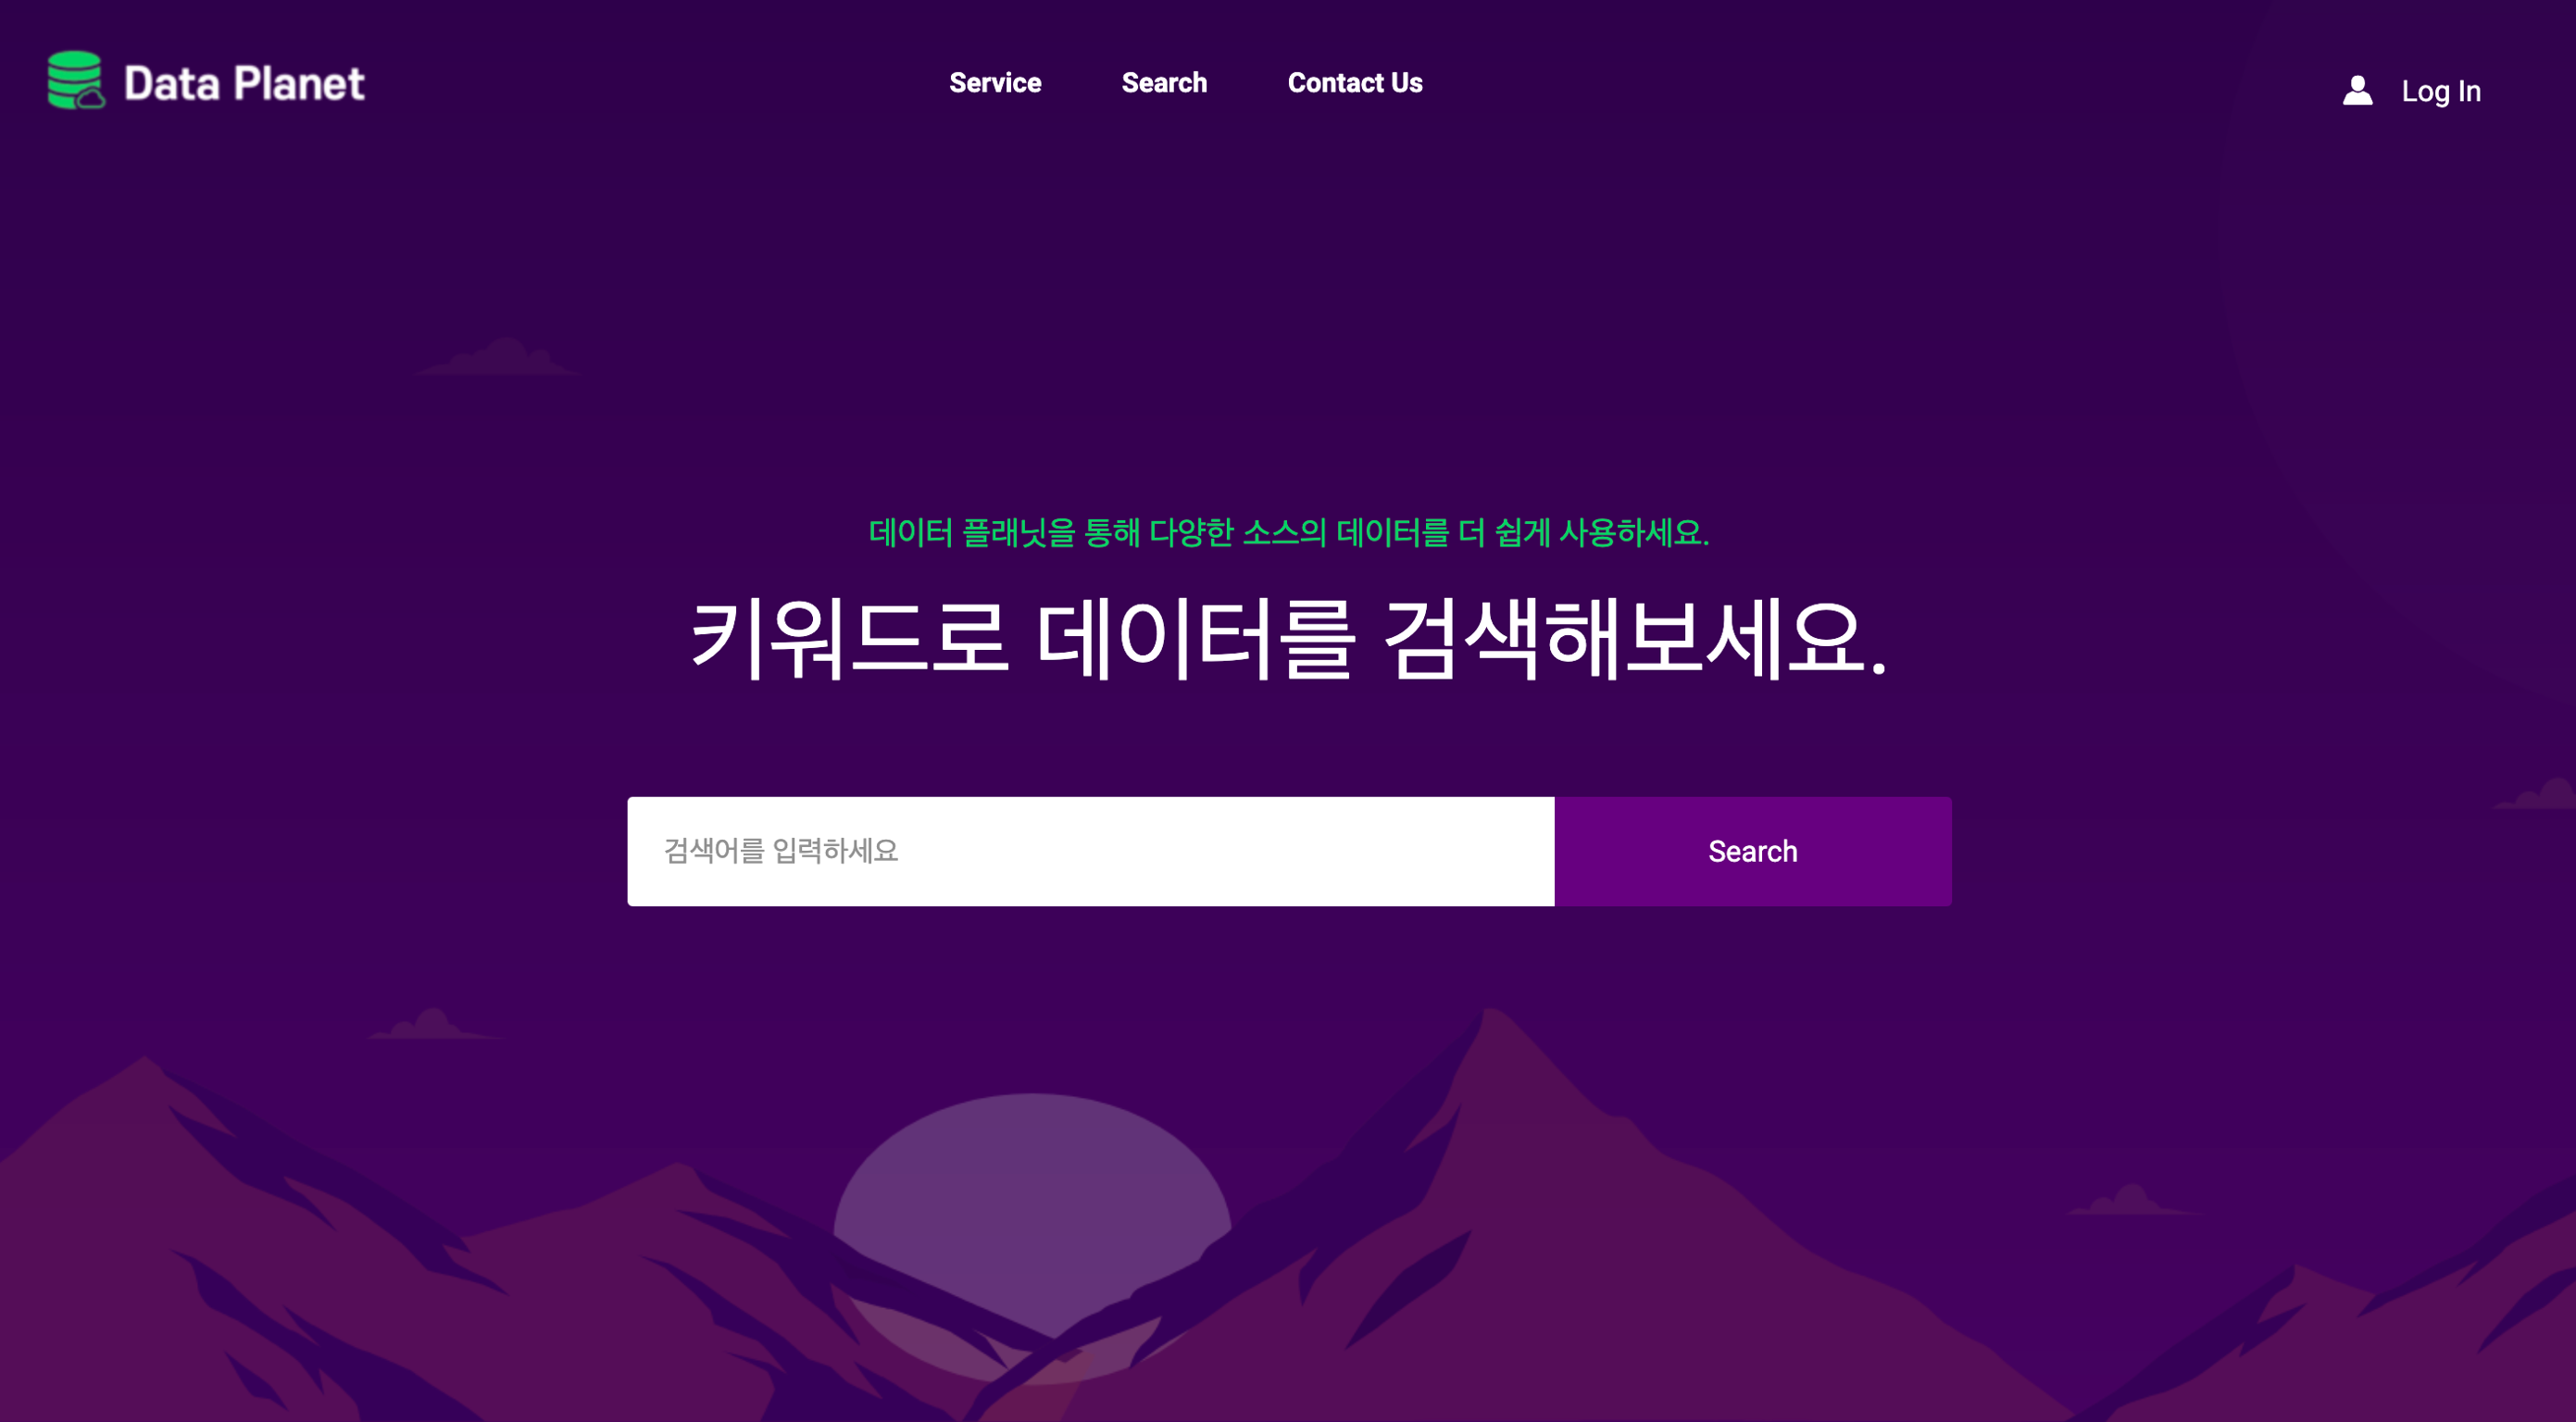 Data Planet
Service
Search
Contact Us
Log In
데이터 플래닛을 통해 다양한 소스의 데이터를 더 쉽게 사용하세요.
키워드로 데이터를 검색해보세요.
검색어를 입력하세요
Search